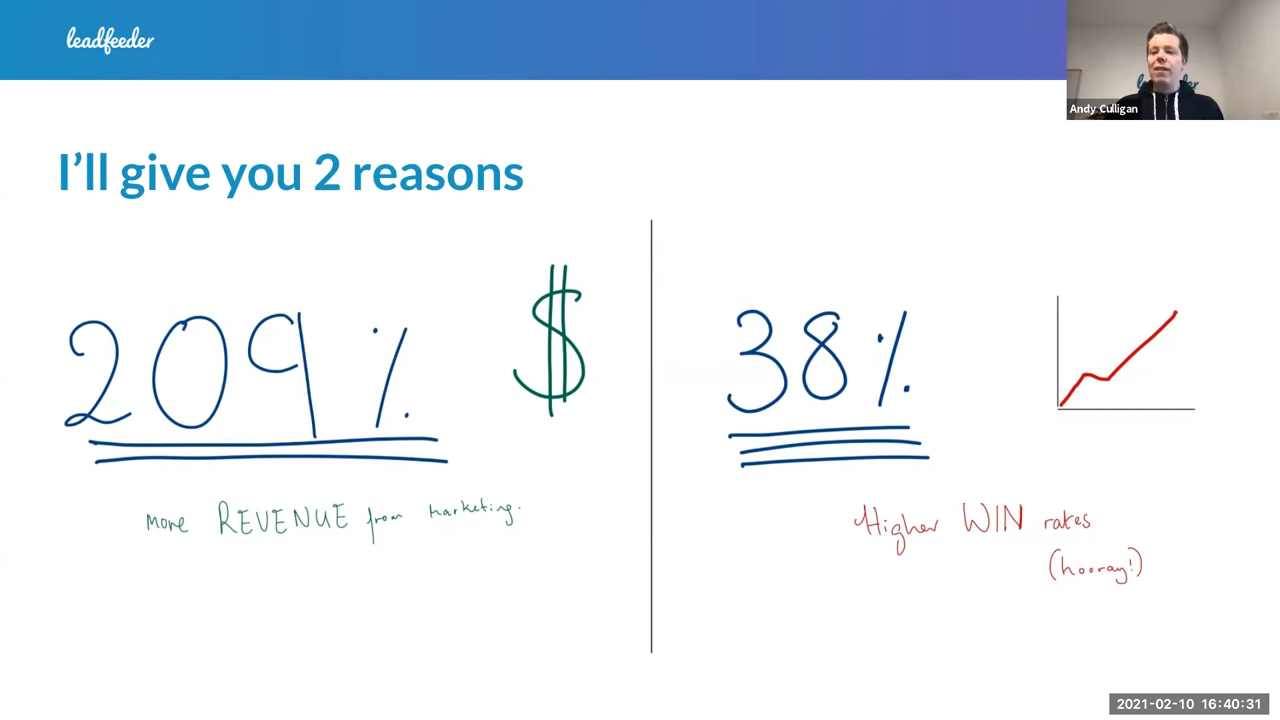 leadfeeder
Andy Culligan
I'll give you 2 reasons
209%
$
more REVENUE from marketing.
38%
Higher WIN rates
(hooray!)
2021-02-10 16:40:31